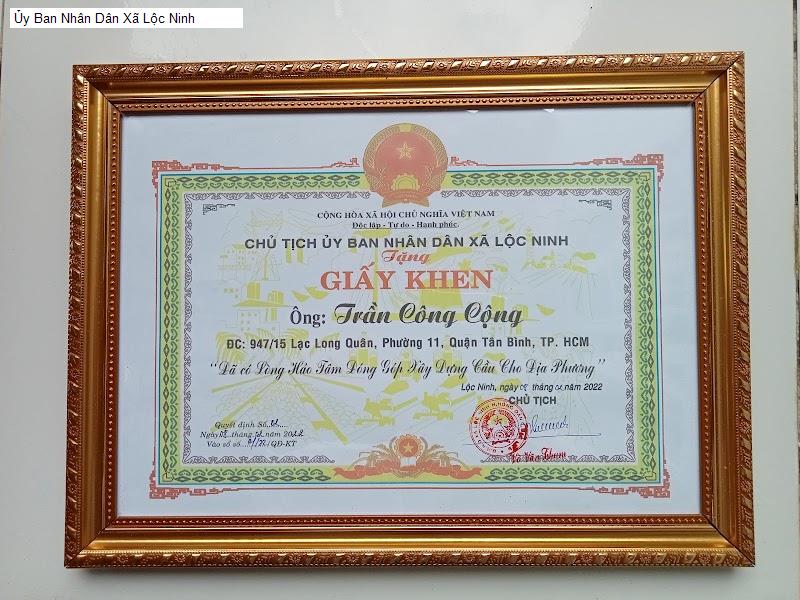 Ủy Ban Nhân Dân Xã Lộc Ninh
CỘNG HÒA XÃ HỘI CHỦ NGHĨA VIỆT NAM
Độc lập - Tự do - Hạnh phúc.
CHỦ TỊCH ỦY BAN NHÂN DÂN XÃ LỘC NINH
Tặng
GIẤY KHEN
Ông: Trần Công Cộng
ĐC: 947/15 Lạc Long Quân, Phường 11, Quận Tân Bình, TP. HCM
"Đã có Lòng Hảo Tâm Đóng Góp Xây Dựng Cầu Cho Địa Phương"
Lộc Ninh, ngày tháng năm 2022
CHỦ TỊCH
Quyết định Số
Ngày tháng năm 2022
Vào sổ số /QĐ-KT
Võ Văn